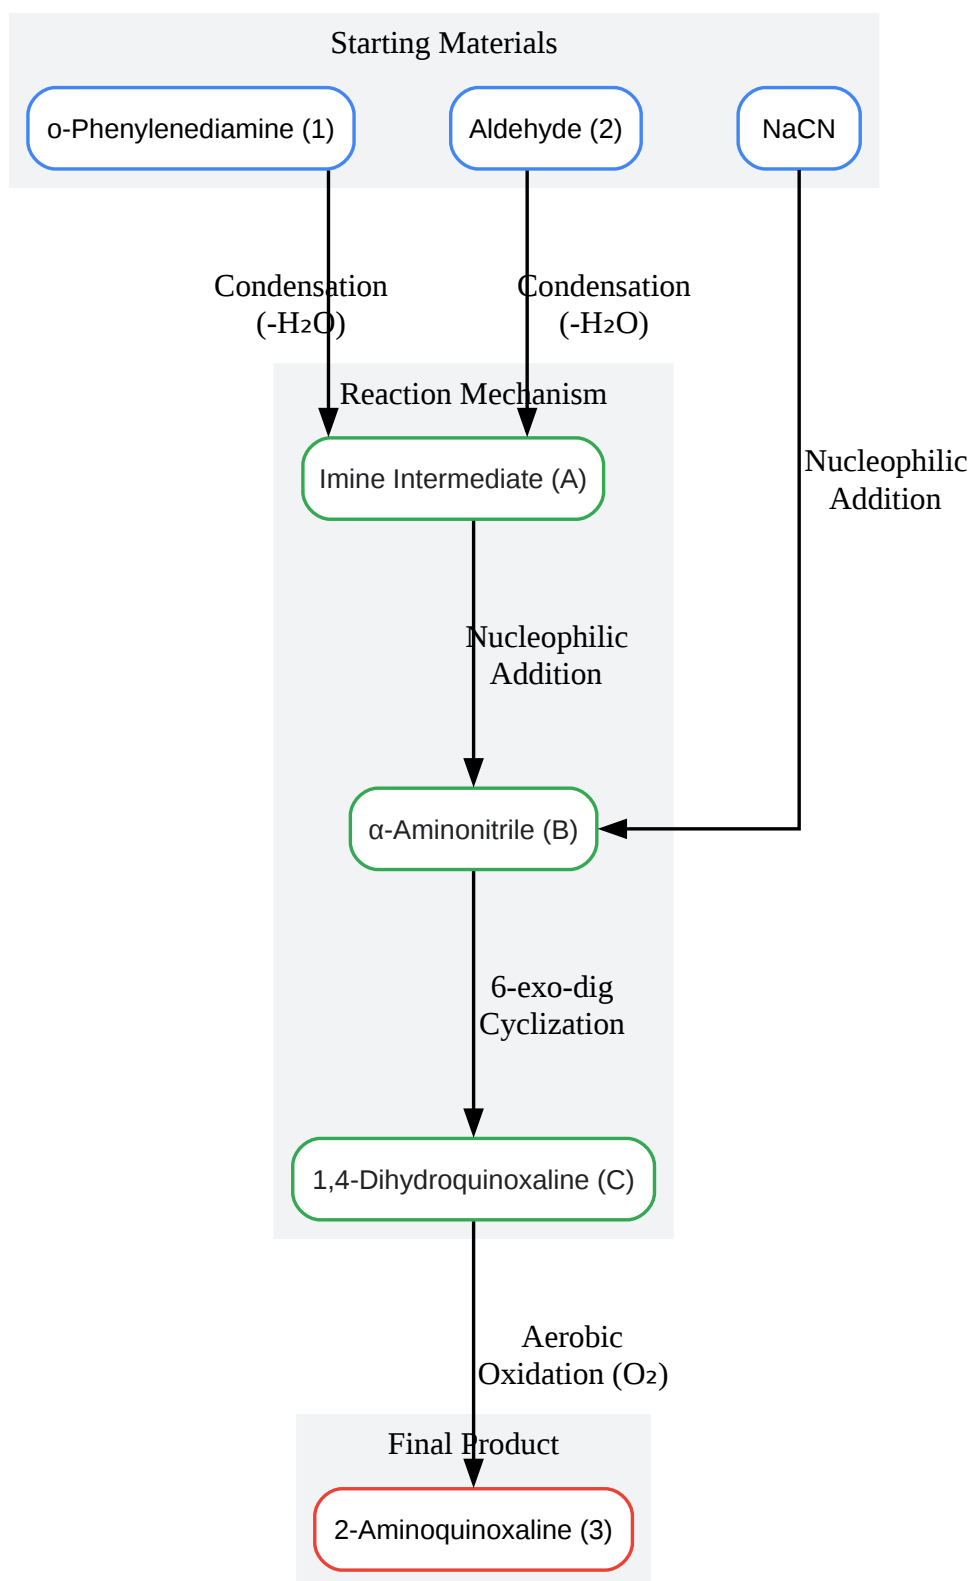 Starting Materials
o-Phenylenediamine (1)
Aldehyde (2)
NaCN
Condensation
(-H₂O)
Condensation
(-H₂O)
Reaction Mechanism
Imine Intermediate (A)
Nucleophilic
Addition
Nucleophilic
Addition
α-Aminonitrile (B)
6-exo-dig
Cyclization
1,4-Dihydroquinoxaline (C)
Aerobic
Oxidation (O₂)
Final Product
2-Aminoquinoxaline (3)